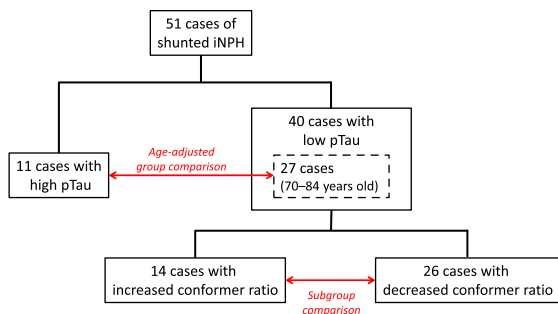 51 cases of
shunted iNPH
40 cases with
low pTau
Age-adjusted
group comparison
11 cases with
high pTau
27 cases
(70–84 years old)
14 cases with
increased conformer ratio
26 cases with
decreased conformer ratio
Subgroup
comparison